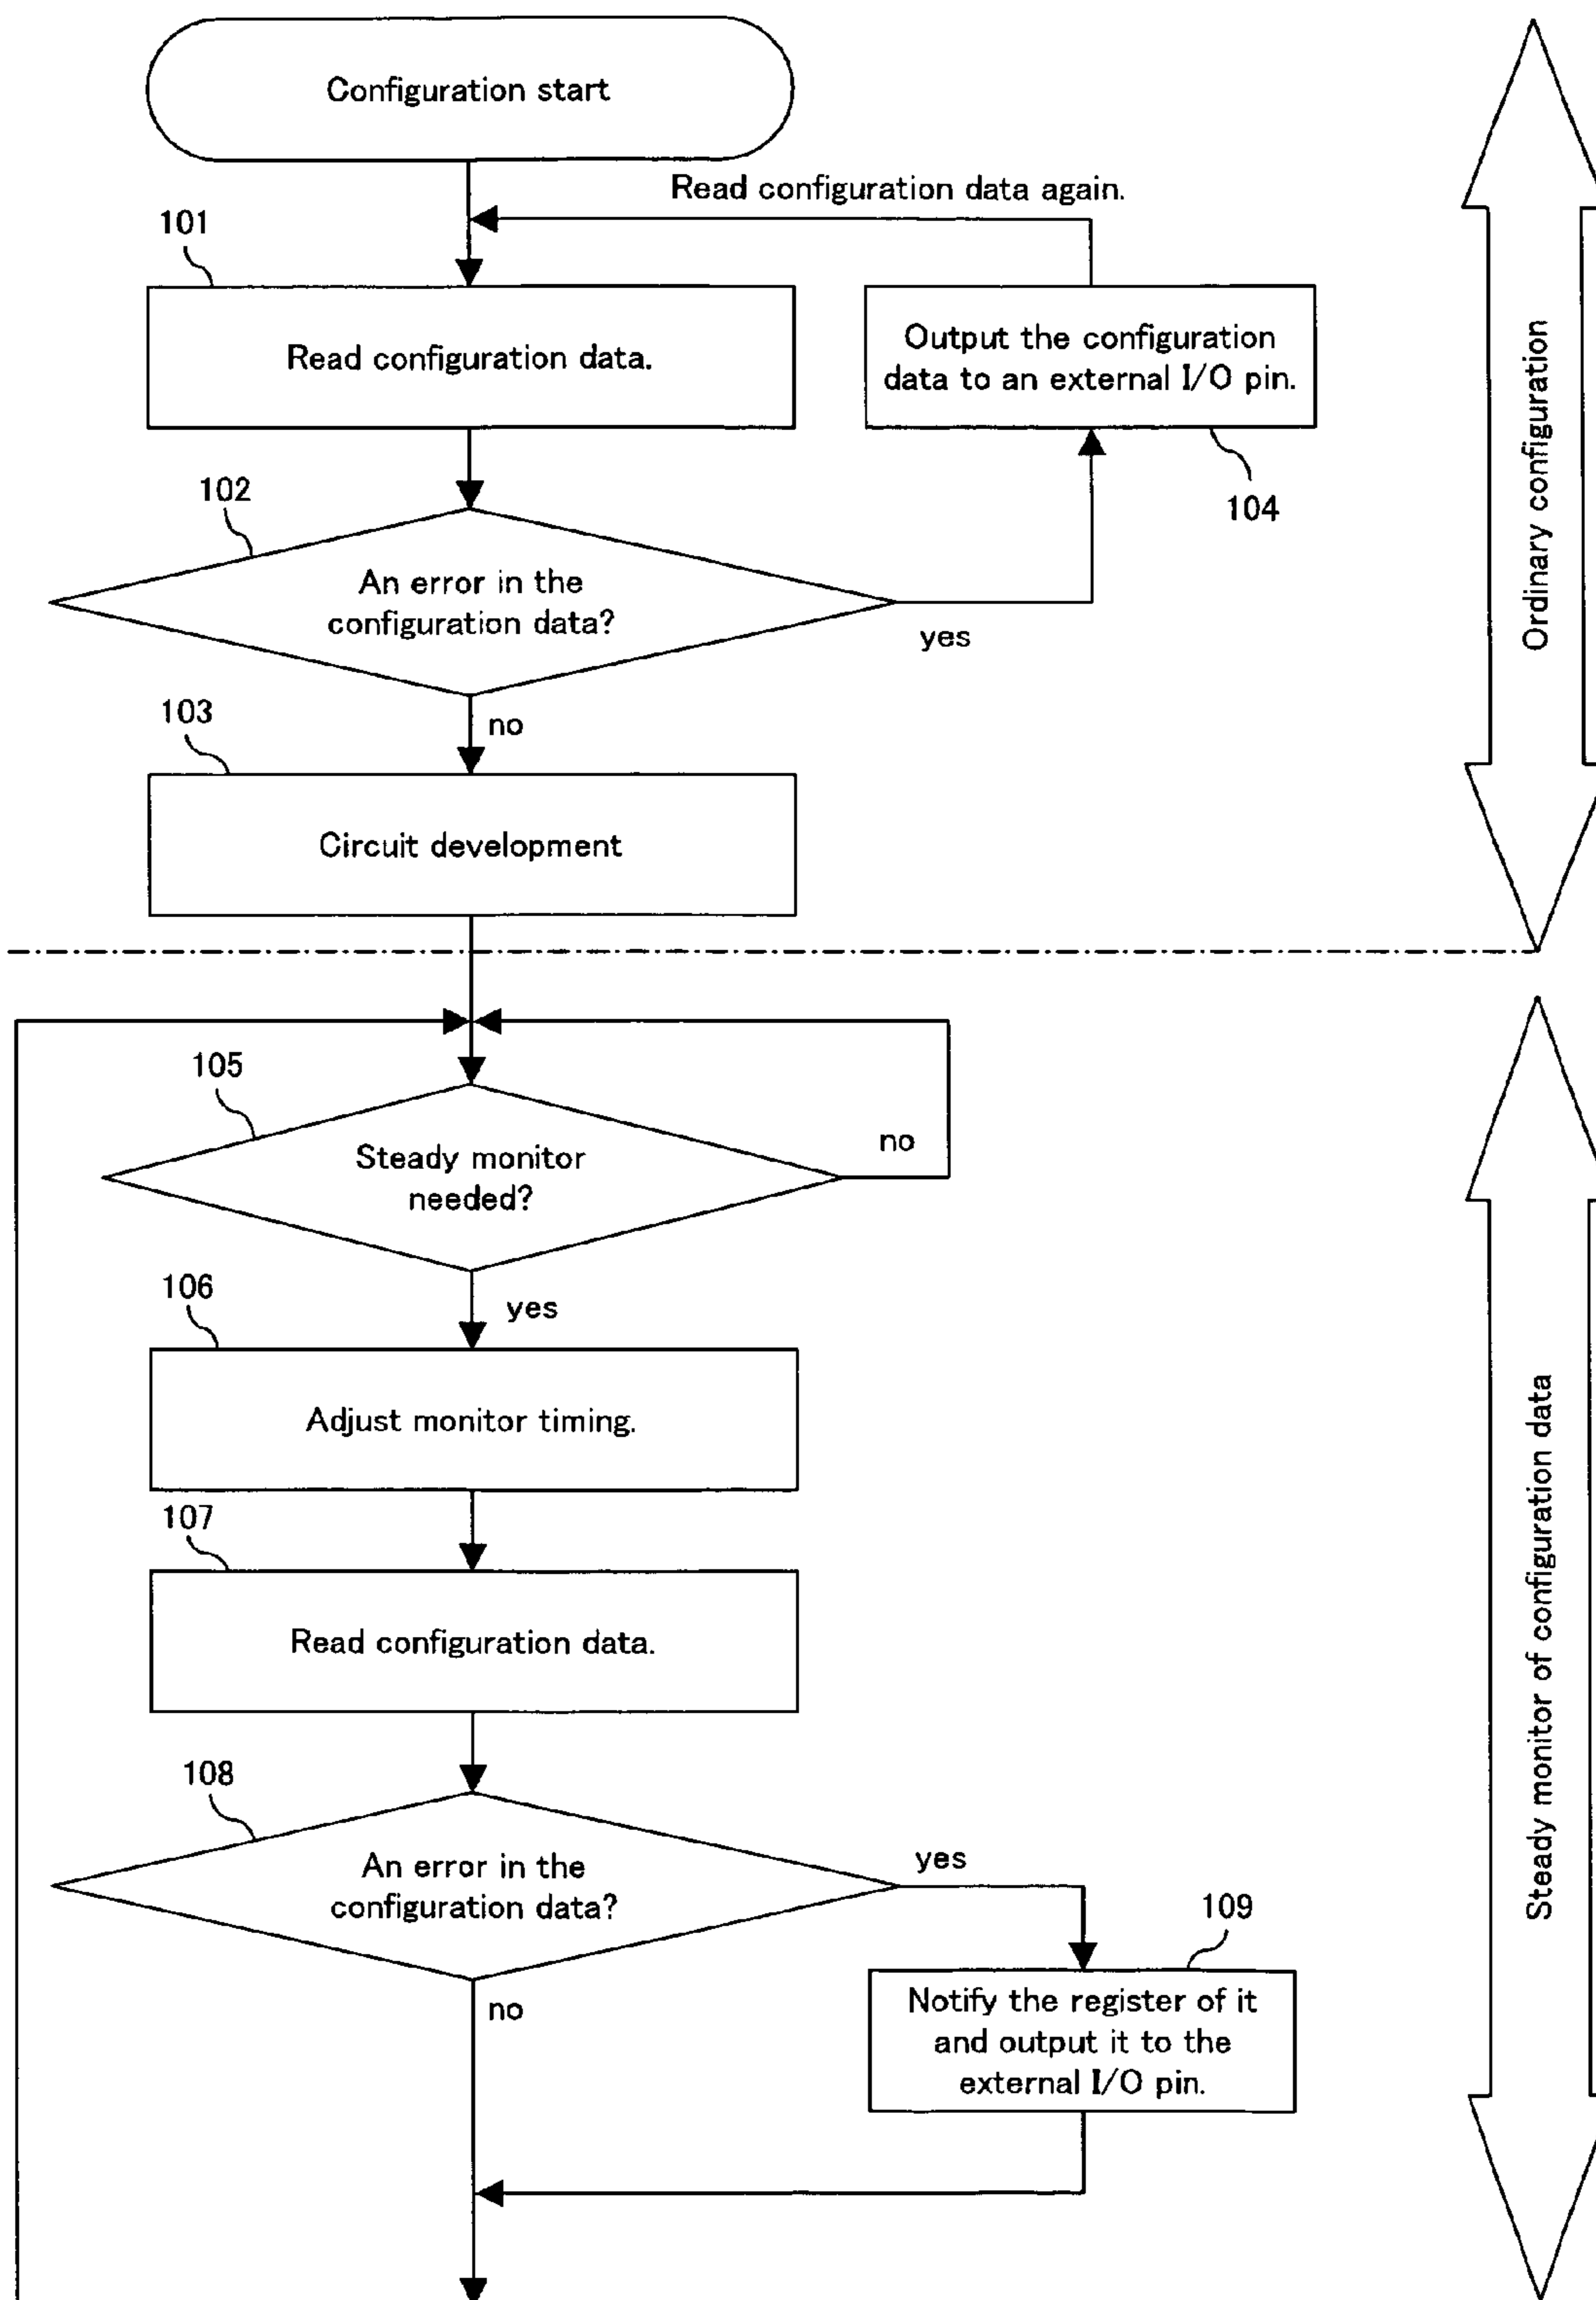 Configuration start
Read configuration data again.
101
Read configuration data.
Output the configuration
data to an external I/O pin.
104
102
An error in the
configuration data?
yes
no
103
Circuit development
Ordinary configuration
105
Steady monitor
needed?
no
yes
106
Adjust monitor timing.
107
Read configuration data.
108
An error in the
configuration data?
yes
no
109
Notify the register of it
and output it to the
external I/O pin.
Steady monitor of configuration data